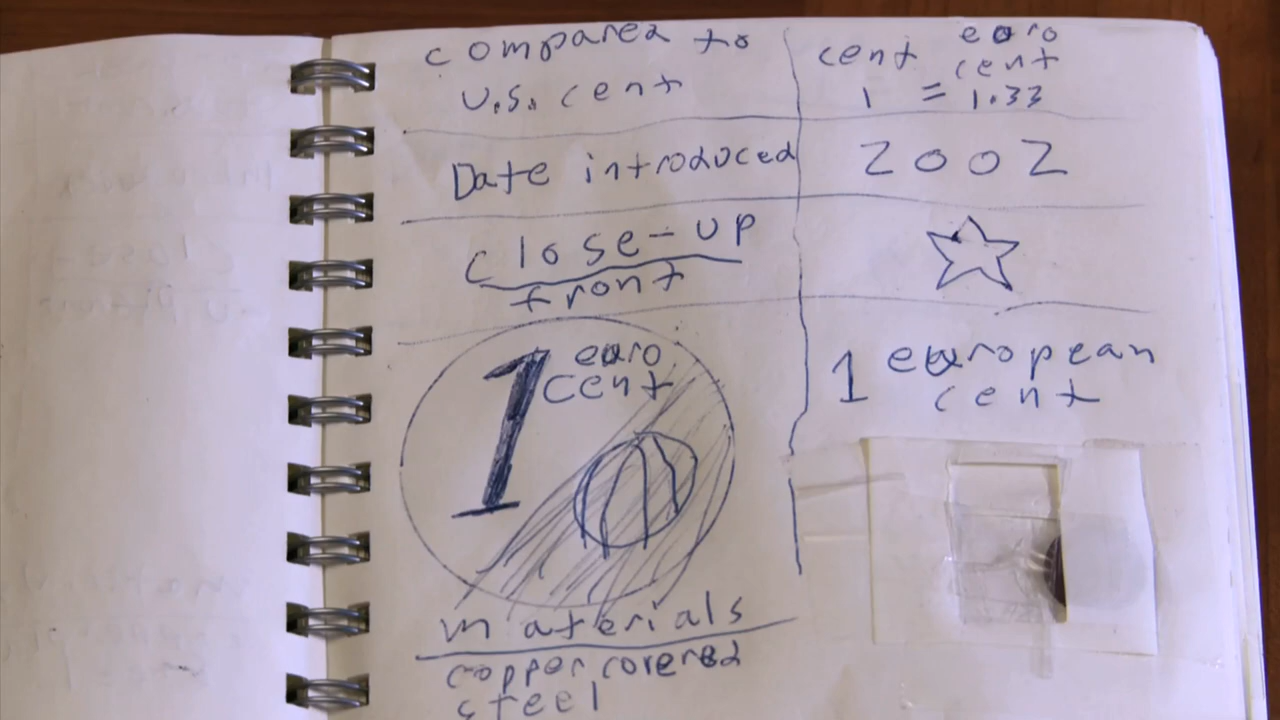 compared to
U.S. cent
cent euro cent
1 = 1.33
Date introduced
2002
close-up
front
1 euro
cent
1 european
cent
materials
copper covered
steel